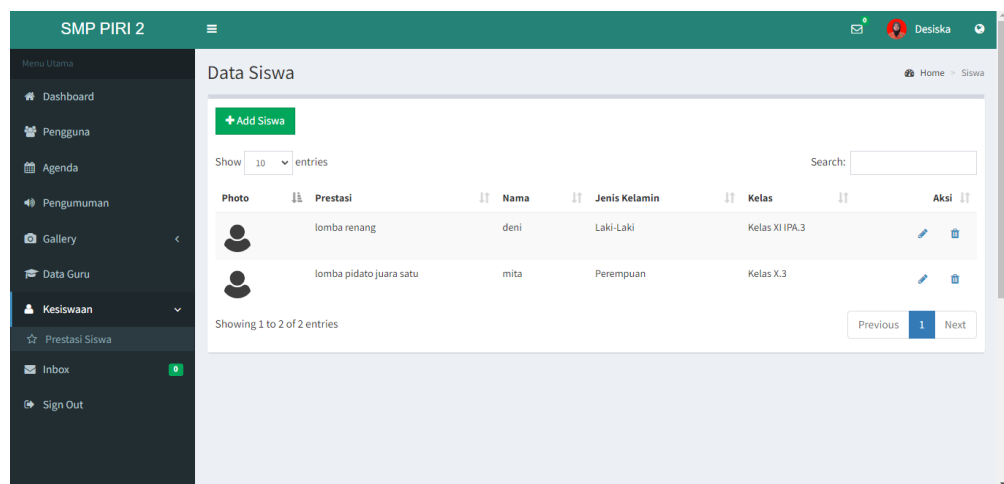 SMP PIRI 2
0
Desiska
Menu Utama
Dashboard
Pengguna
Agenda
Pengumuman
Gallery
Data Guru
Kesiswaan
Prestasi Siswa
Inbox 0
Sign Out
Data Siswa
Home > Siswa
+ Add Siswa
Show 10 entries
Search:
Photo Prestasi Nama Jenis Kelamin Kelas Aksi
lomba renang deni Laki-Laki Kelas XI IPA.3
lomba pidato juara satu mita Perempuan Kelas X.3
Showing 1 to 2 of 2 entries
Previous 1 Next